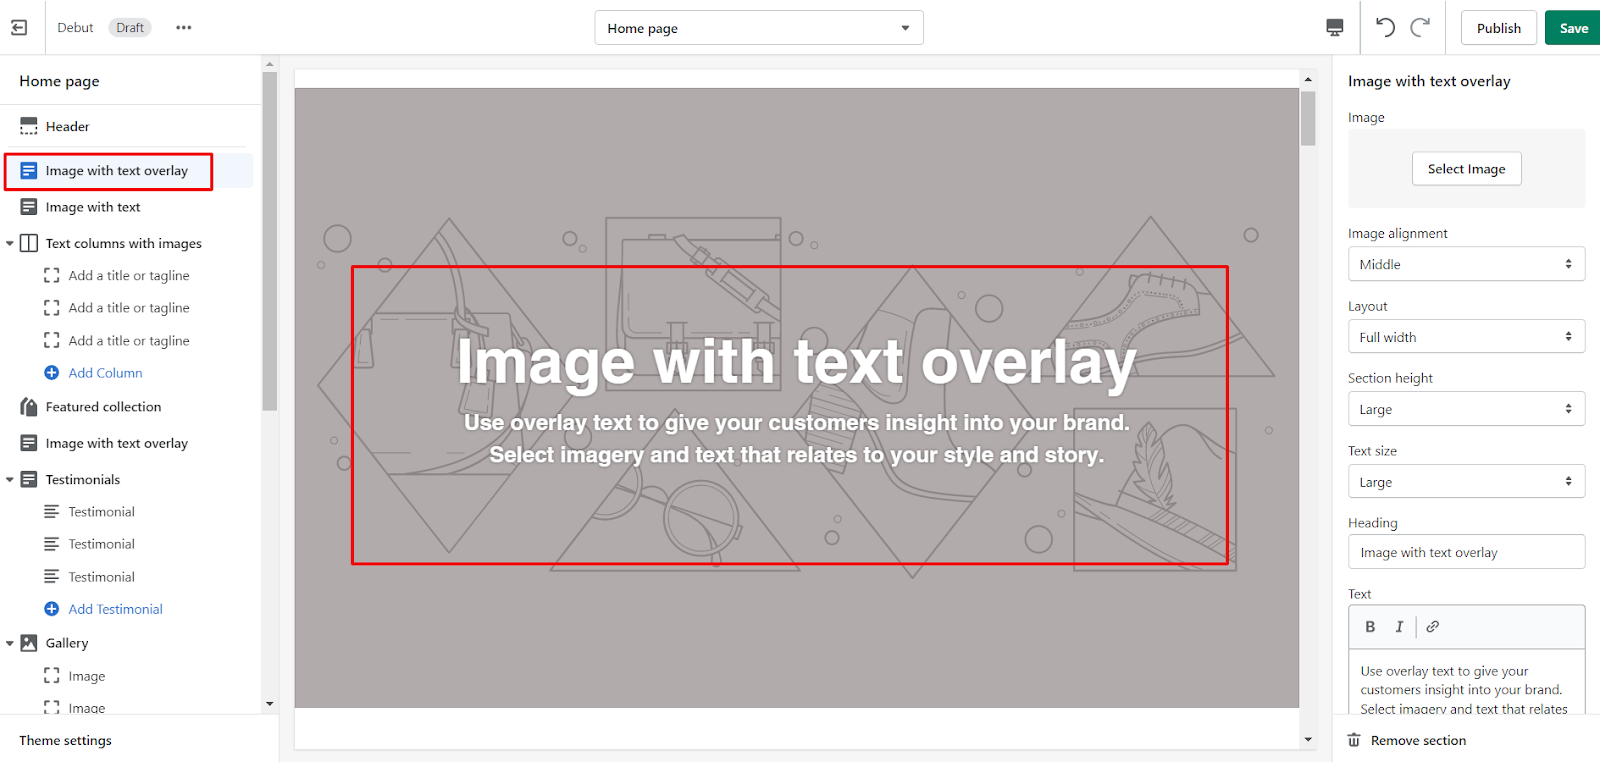 Debut Draft
Home page
Publish
Save
Home page
Header
Image with text overlay
Image with text
Text columns with images
Add a title or tagline
Add a title or tagline
Add a title or tagline
Add Column
Featured collection
Image with text overlay
Testimonials
Testimonial
Testimonial
Testimonial
Add Testimonial
Gallery
Image
Image
Theme settings
Image with text overlay
Use overlay text to give your customers insight into your brand.
Select imagery and text that relates to your style and story.
Image with text overlay
Image
Select Image
Image alignment
Middle
Layout
Full width
Section height
Large
Text size
Large
Heading
Image with text overlay
Text
B I
Use overlay text to give your
customers insight into your brand.
Select imagery and text that relates
Remove section